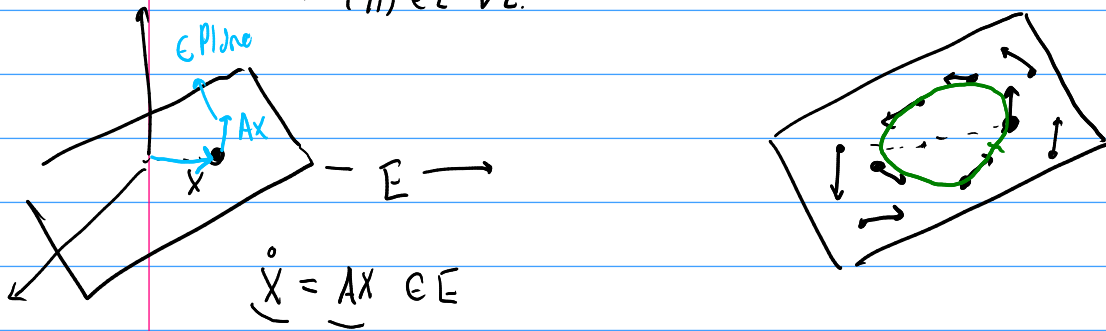 ∈ Plane
AX
X
E
Ẋ = AX ∈ E